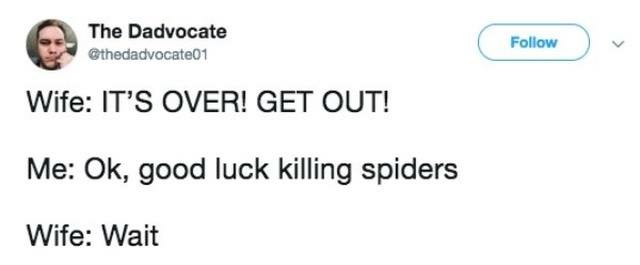 The Dadvocate
@thedadvocate01
Follow
Wife: IT’S OVER! GET OUT!
Me: Ok, good luck killing spiders
Wife: Wait